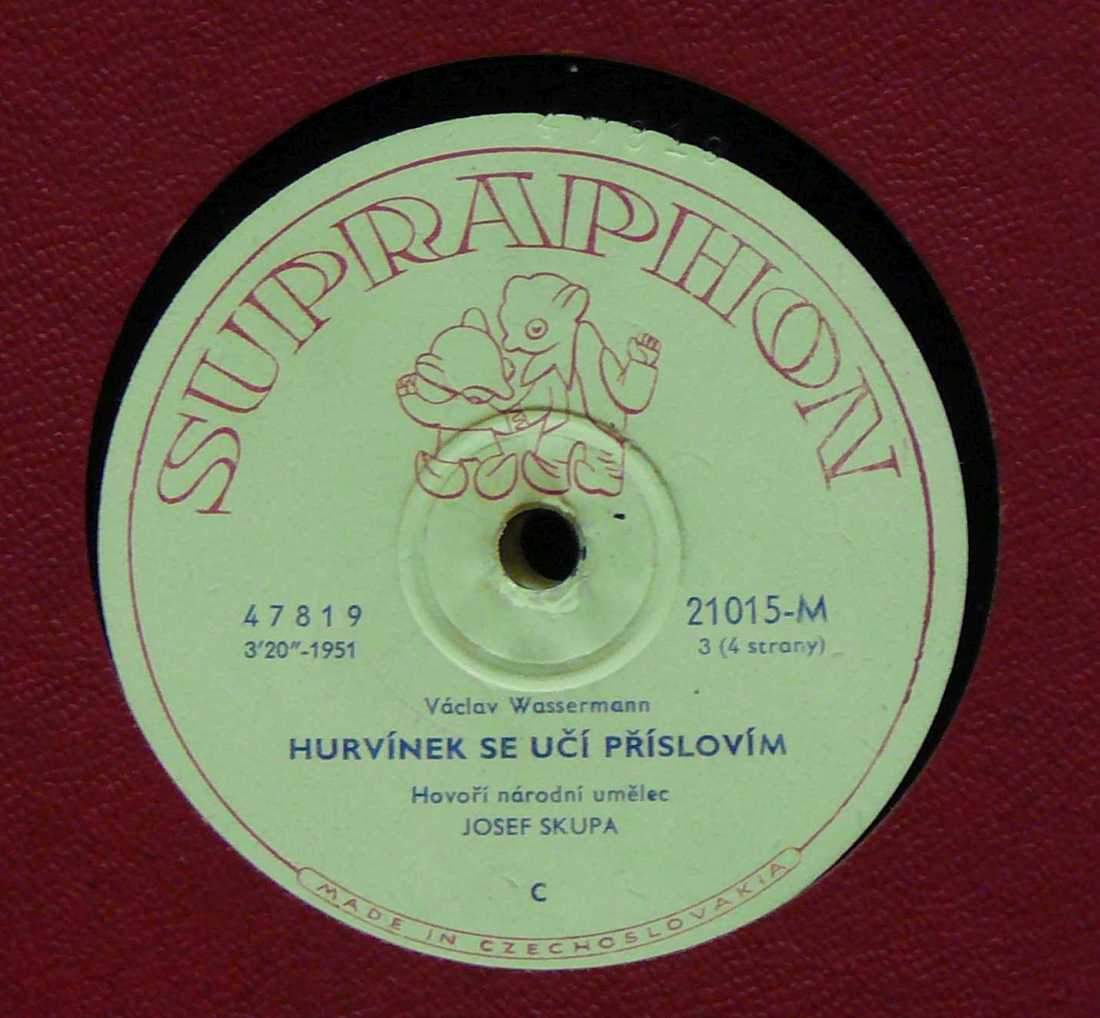 SUPRAPHON
47819
3'20"-1951
21015-M
3 (4 strany)
Václav Wassermann
HURVÍNEK SE UČÍ PŘÍSLOVÍM
Hovoří národní umělec
JOSEF SKUPA
C
MADE IN CZECHOSLOVAKIA